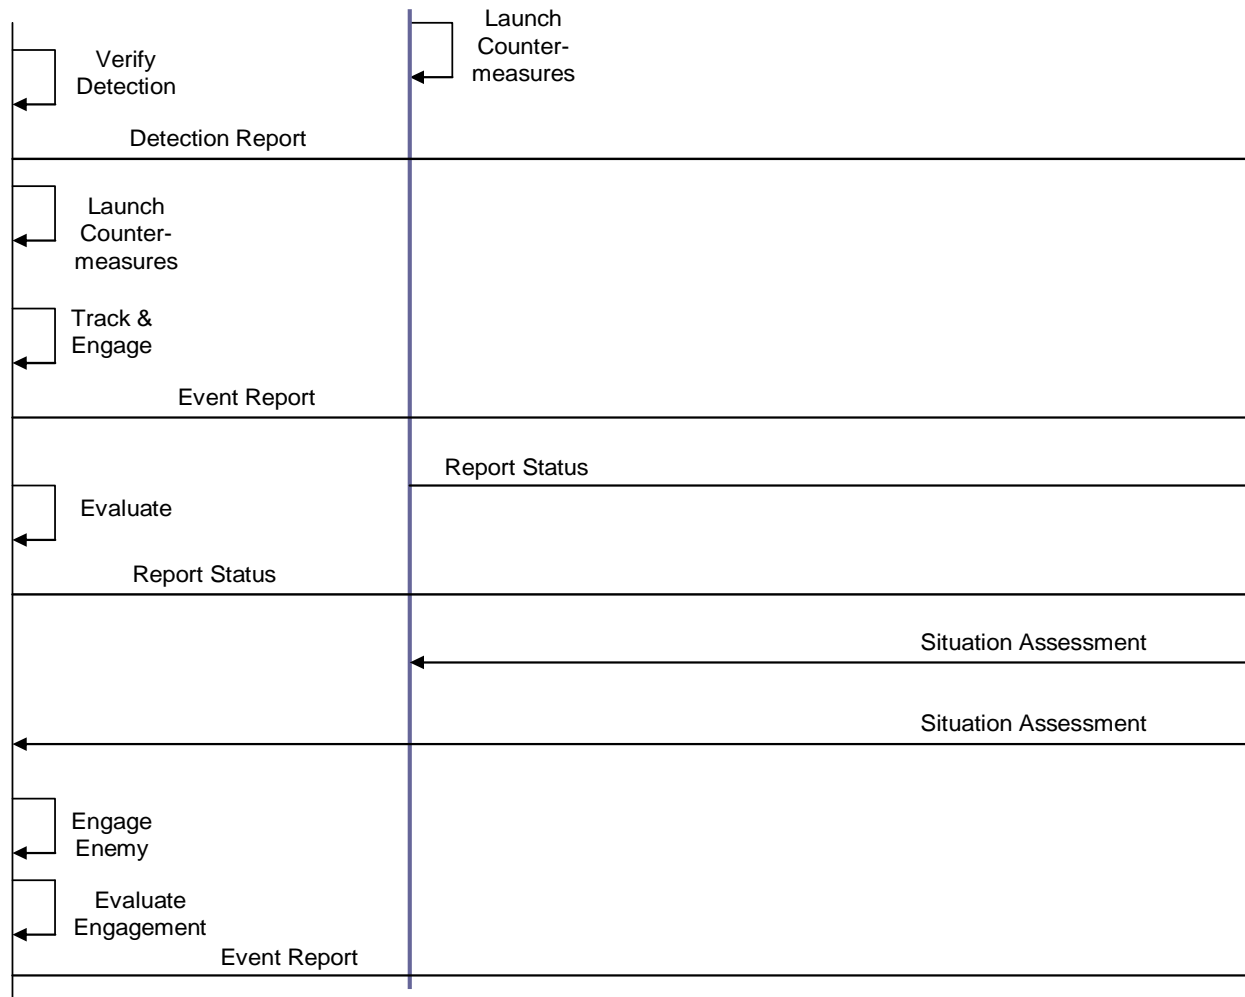 Launch
Counter-
measures
Verify
Detection
Detection Report
Launch
Counter-
measures
Track &
Engage
Event Report
Report Status
Evaluate
Report Status
Situation Assessment
Situation Assessment
Engage
Enemy
Evaluate
Engagement
Event Report